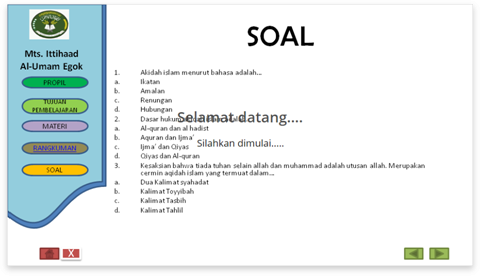 SOAL
Mts. Ittihaad
Al-Umam Egok
PROFIL
TUJUAN
PEMBELAJARAN
MATERI
RANGKUMAN
SOAL
1. Akidah islam menurut bahasa adalah...
a. Ikatan
b. Amalan
c. Renungan
d. Hubungan
Selamat datang....
2. Dasar hukum
a. Al-quran dan al hadist
b. Aquran dan Ijma'
c. Ijma' dan Qiyas
Silahkan dimulai.....
d. Qiyas dan Al-quran
3. Kesaksian bahwa tiada tuhan selain allah dan muhammad adalah utusan allah. Merupakan
cermin aqidah islam yang termuat dalam...
a. Dua Kalimat syahadat
b. Kalimat Toyyibah
c. Kalimat Tasbih
d. Kalimat Tahlil
X